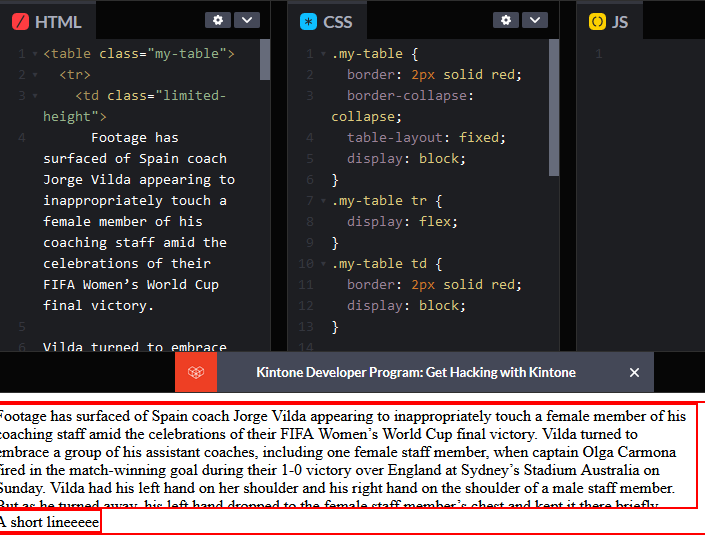 HTML
1 <table class="my-table">
2 <tr>
3 <td class="limited-
height">
4 Footage has
surfaced of Spain coach
Jorge Vilda appearing to
inappropriately touch a
female member of his
coaching staff amid the
celebrations of their
FIFA Women’s World Cup
final victory.
5
6 Vilda turned to embrace
CSS
1 .my-table {
2 border: 2px solid red;
3 border-collapse:
collapse;
4 table-layout: fixed;
5 display: block;
6 }
7 .my-table tr {
8 display: flex;
9 }
10 .my-table td {
11 border: 2px solid red;
12 display: block;
13 }
14
JS
1
Kintone Developer Program: Get Hacking with Kintone
Footage has surfaced of Spain coach Jorge Vilda appearing to inappropriately touch a female member of his
coaching staff amid the celebrations of their FIFA Women’s World Cup final victory. Vilda turned to
embrace a group of his assistant coaches, including one female staff member, when captain Olga Carmona
fired in the match-winning goal during their 1-0 victory over England at Sydney’s Stadium Australia on
Sunday. Vilda had his left hand on her shoulder and his right hand on the shoulder of a male staff member.
But as he turned away, his left hand dropped to the female staff member’s chest and kept it there briefly.
A short lineeeee